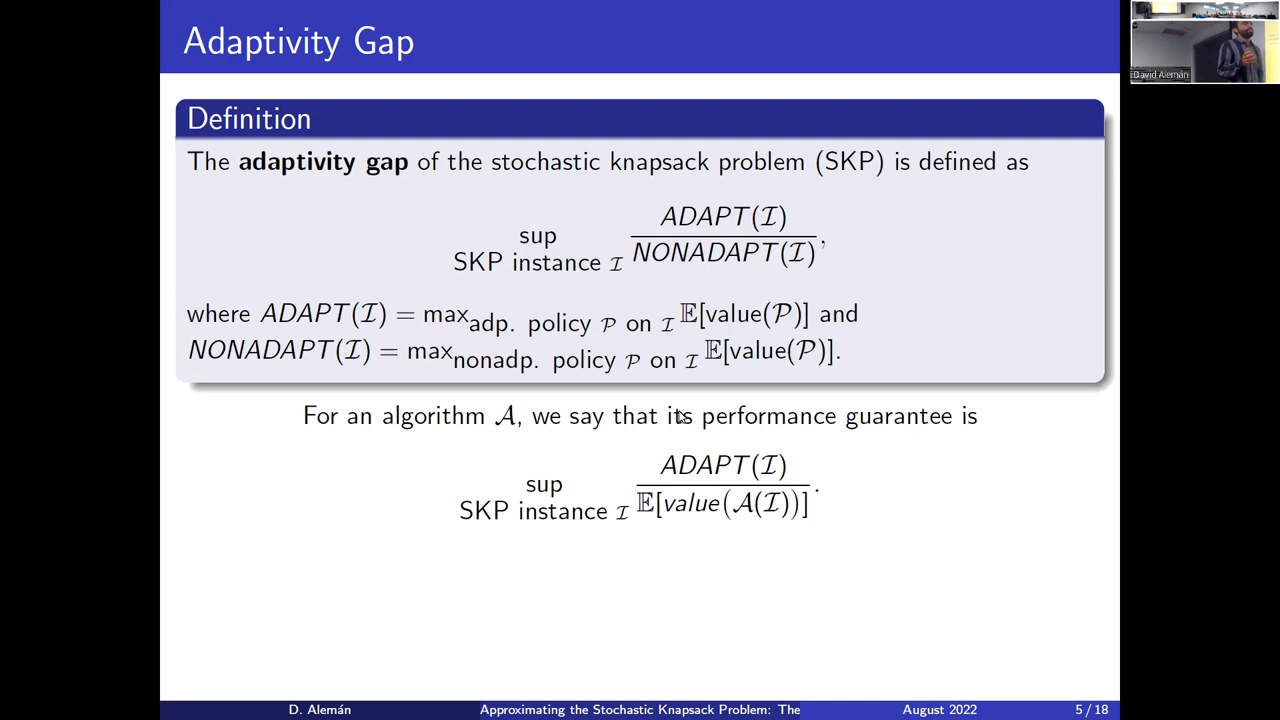 Adaptivity Gap
David Alemán
Definition
The adaptivity gap of the stochastic knapsack problem (SKP) is defined as
sup SKP instance 𝓘 ADAPT(𝓘) / NONADAPT(𝓘),
where ADAPT(𝓘) = max adp. policy 𝒫 on 𝓘 𝔼[value(𝒫)] and
NONADAPT(𝓘) = max nonadp. policy 𝒫 on 𝓘 𝔼[value(𝒫)].
For an algorithm 𝒜, we say that its performance guarantee is
sup SKP instance 𝓘 ADAPT(𝓘) / 𝔼[value(𝒜(𝓘))].
D. Alemán Approximating the Stochastic Knapsack Problem: The August 2022 5 / 18